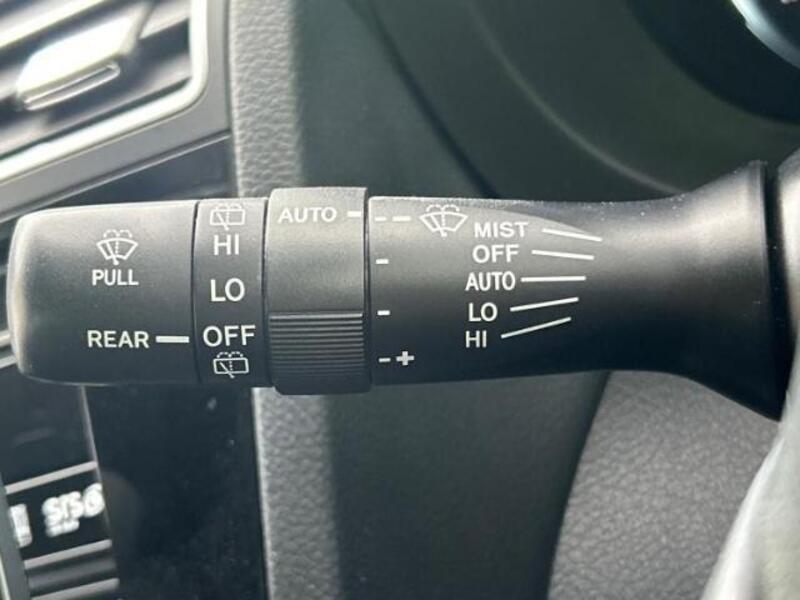 PULL
REAR
HI
LO
OFF
AUTO
- -
-
-
- +
MIST
OFF
AUTO
LO
HI